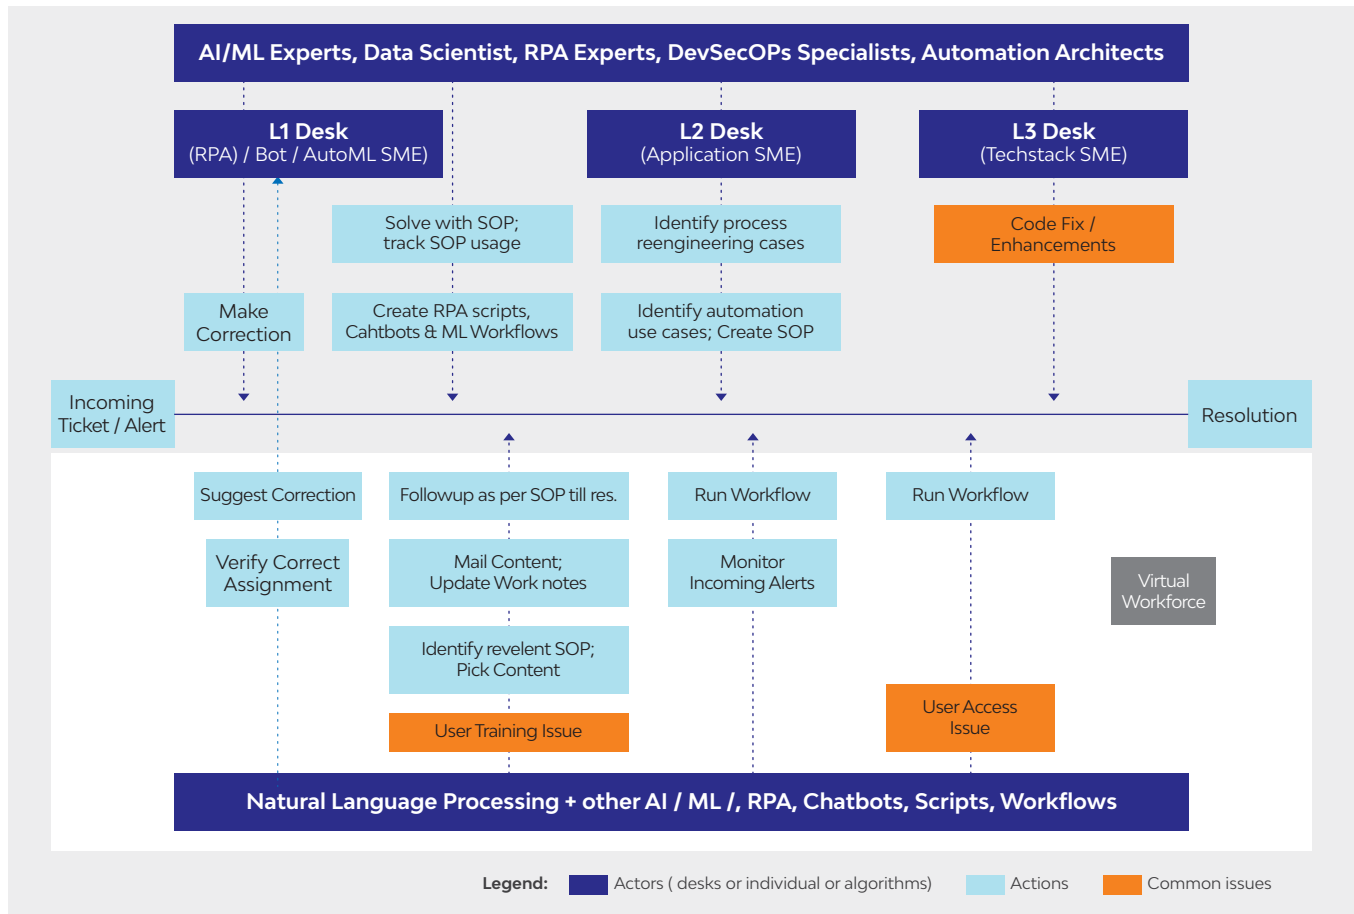 AI/ML Experts, Data Scientist, RPA Experts, DevSecOPs Specialists, Automation Architects
L1 Desk
(RPA) / Bot / AutoML SME)
L2 Desk
(Application SME)
L3 Desk
(Techstack SME)
Solve with SOP;
track SOP usage
Identify process
reengineering cases
Code Fix /
Enhancements
Make
Correction
Create RPA scripts,
Cahtbots & ML Workflows
Identify automation
use cases; Create SOP
Incoming
Ticket / Alert
Resolution
Suggest Correction
Followup as per SOP till res.
Run Workflow
Run Workflow
Verify Correct
Assignment
Mail Content;
Update Work notes
Monitor
Incoming Alerts
Virtual
Workforce
Identify revelent SOP;
Pick Content
User Training Issue
User Access
Issue
Natural Language Processing + other AI / ML /, RPA, Chatbots, Scripts, Workflows
Legend:
Actors ( desks or individual or algorithms)
Actions
Common issues